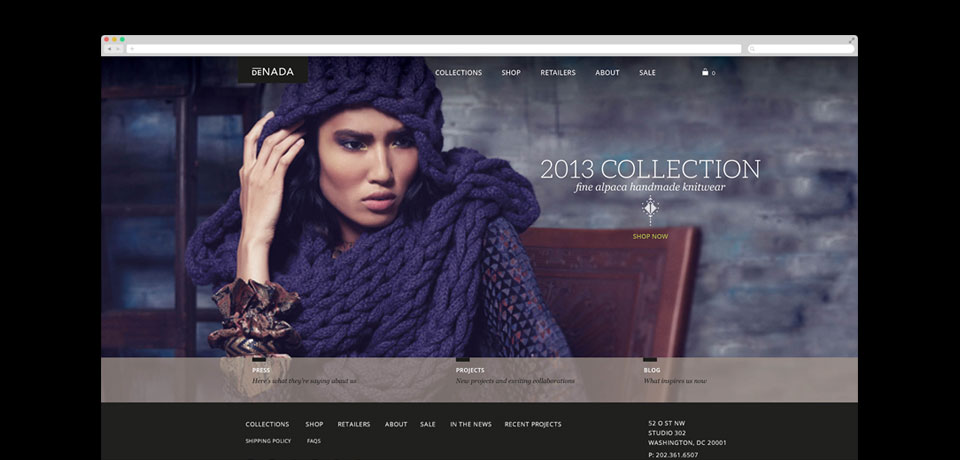 DENADA
COLLECTIONS SHOP RETAILERS ABOUT SALE 0
2013 COLLECTION
fine alpaca handmade knitwear
SHOP NOW
PRESS
Here's what they're saying about us
PROJECTS
New projects and exciting collaborations
BLOG
What inspires us now
COLLECTIONS SHOP RETAILERS ABOUT SALE IN THE NEWS RECENT PROJECTS
SHIPPING POLICY FAQS
52 O ST NW
STUDIO 302
WASHINGTON, DC 20001
P: 202.361.6507